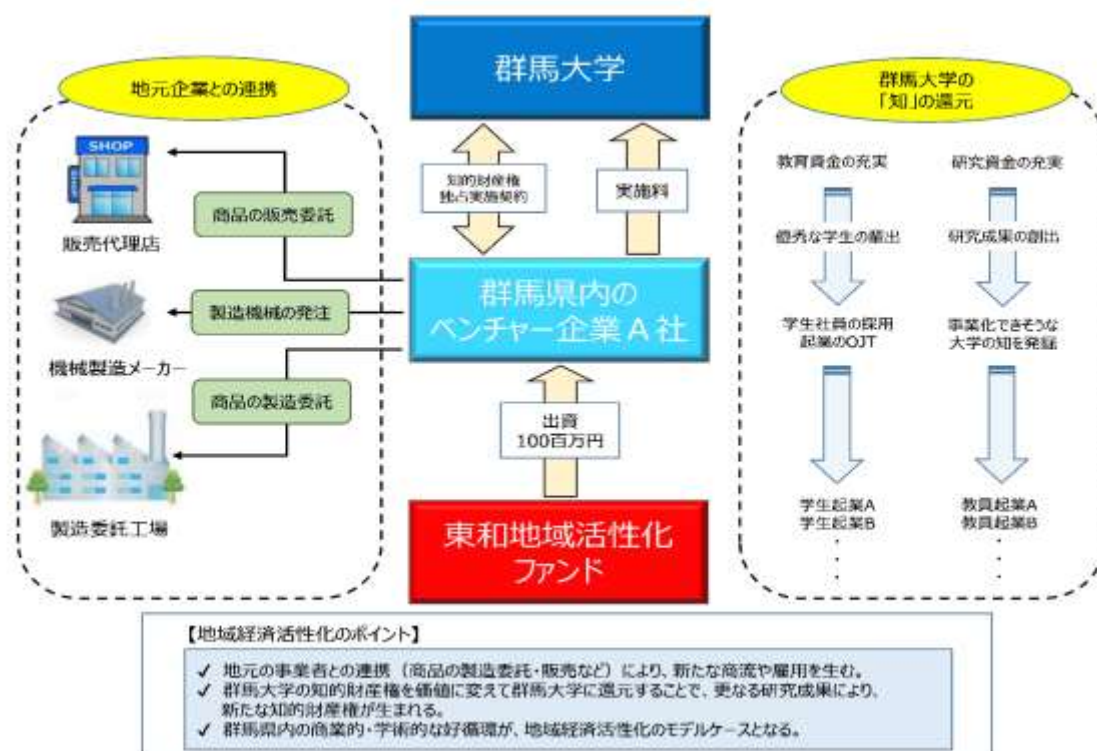 群馬大学
地元企業との連携
群馬大学の
「知」の還元
SHOP
販売代理店
商品の販売委託
機械製造メーカー
製造機械の発注
製造委託工場
商品の製造委託
知的財産権
独占実施契約
実施料
群馬県内の
ベンチャー企業A社
出資
100百万円
東和地域活性化
ファンド
教育資金の充実
優秀な学生の輩出
学生社員の採用
起業のOJT
学生起業A
学生起業B
・
・
研究資金の充実
研究成果の創出
事業化できそうな
大学の知を発掘
教員起業A
教員起業B
・
・
【地域経済活性化のポイント】
✓ 地元の事業者との連携（商品の製造委託・販売など）により、新たな商流や雇用を生む。
✓ 群馬大学の知的財産権を価値に変えて群馬大学に還元することで、更なる研究成果により、
新たな知的財産権が生まれる。
✓ 群馬県内の商業的・学術的な好循環が、地域経済活性化のモデルケースとなる。